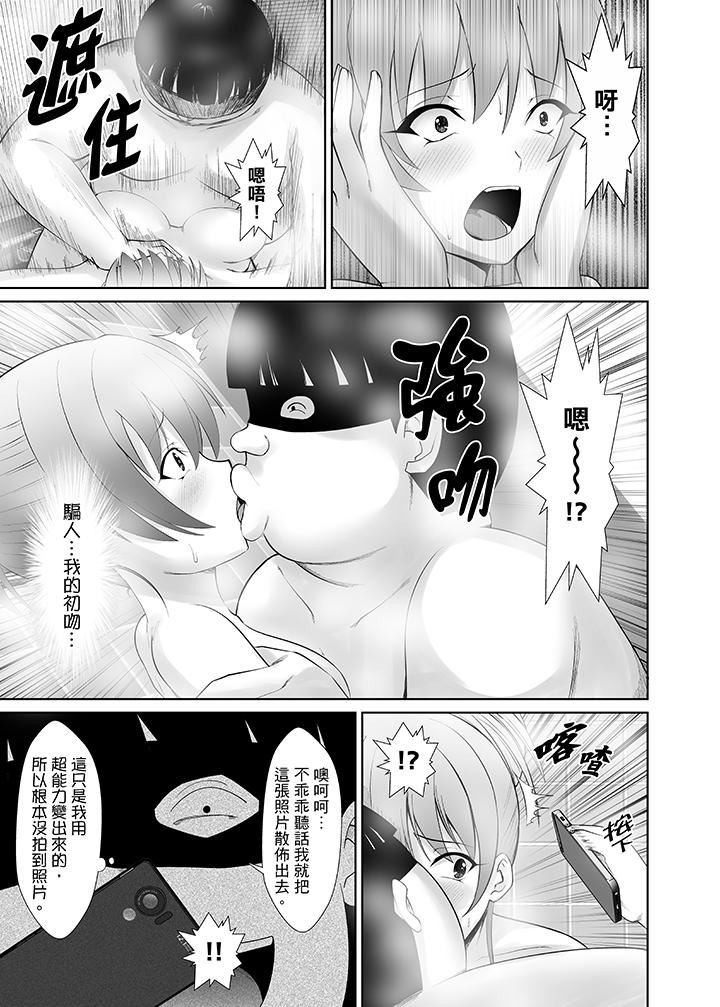 呀…
遮住
嗯唔！
嗯～～!?
強吻
騙人…我的初吻…
喀喳
按下
!?
噢呵呵…
不乖乖聽話我就把
這張照片散佈出去。
這只是我用
超能力變出來的，
所以根本沒拍到照片。
!!